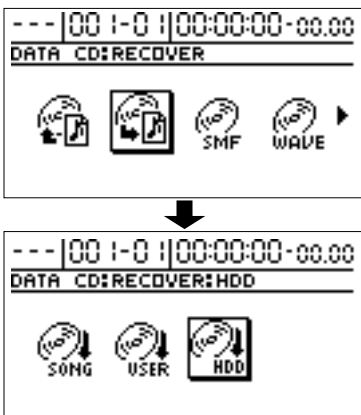 ---|001-01|00:00:00-00.00
DATA CD:RECOVER
SMF WAVE
---|001-01|00:00:00-00.00
DATA CD:RECOVER:HDD
SONG USER HDD